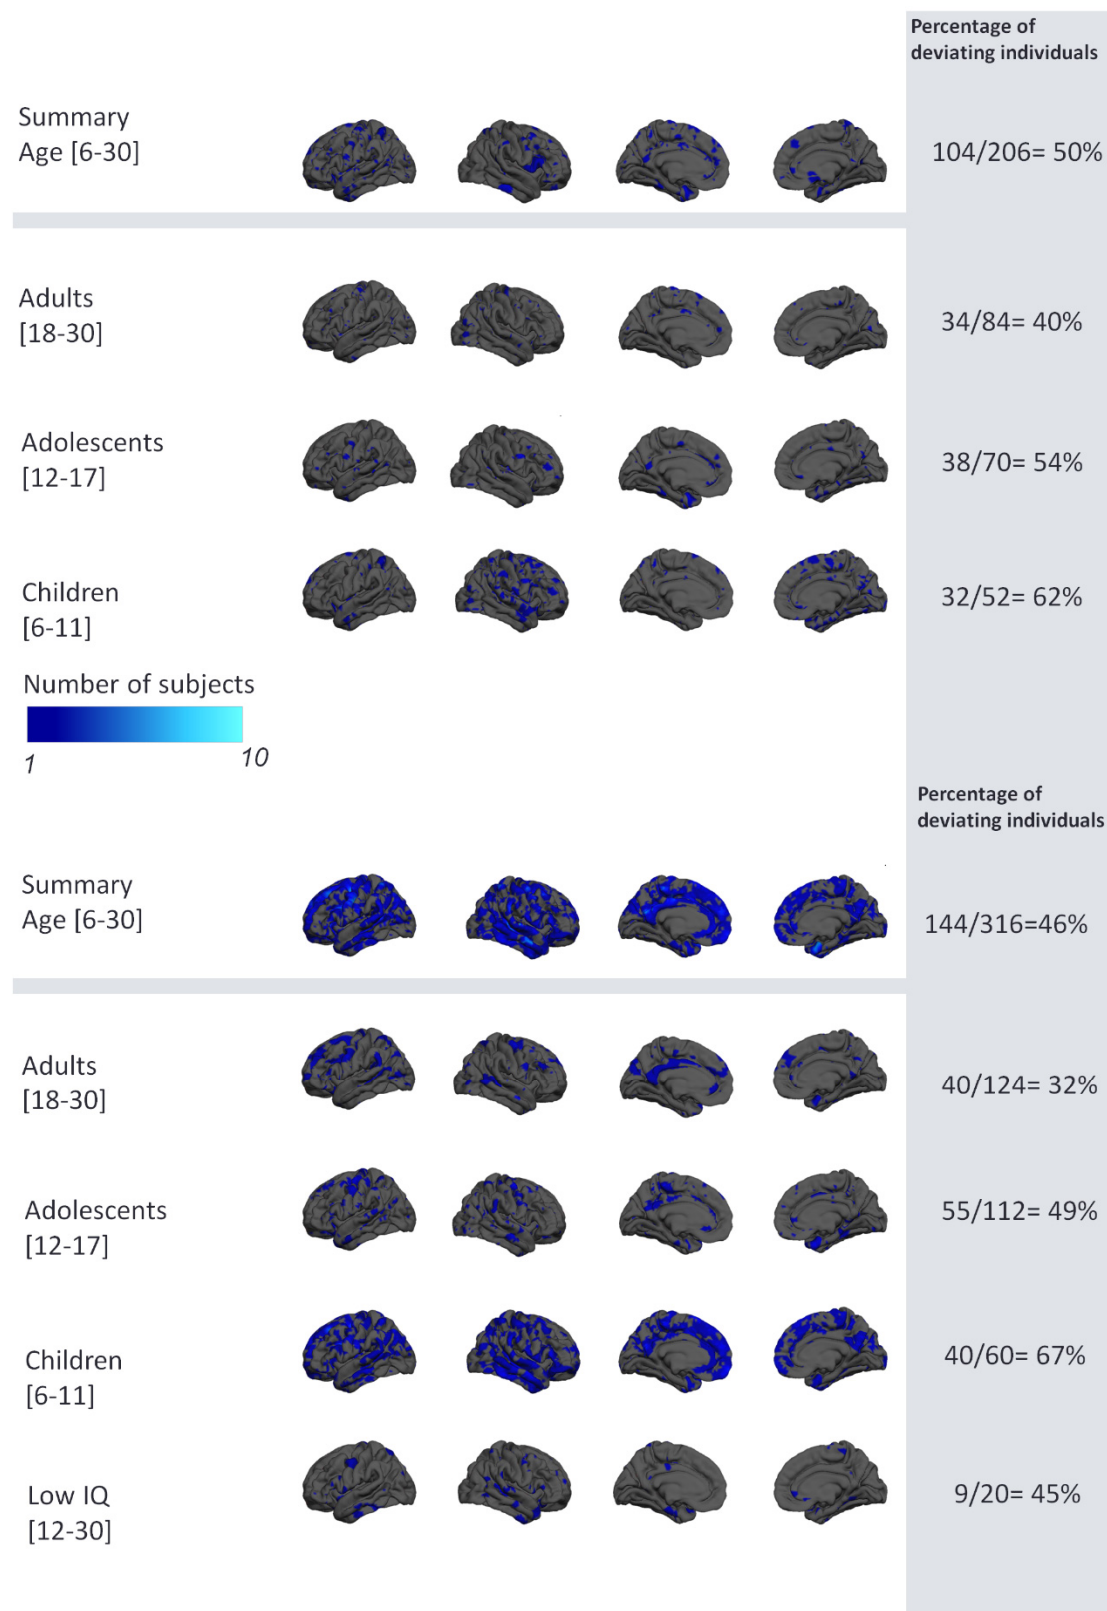 Percentage of
deviating individuals
Summary
Age [6-30]
104/206= 50%
Adults
[18-30]
34/84= 40%
Adolescents
[12-17]
38/70= 54%
Children
[6-11]
32/52= 62%
Number of subjects
1
10
Percentage of
deviating individuals
Summary
Age [6-30]
144/316=46%
Adults
[18-30]
40/124= 32%
Adolescents
[12-17]
55/112= 49%
Children
[6-11]
40/60= 67%
Low IQ
[12-30]
9/20= 45%